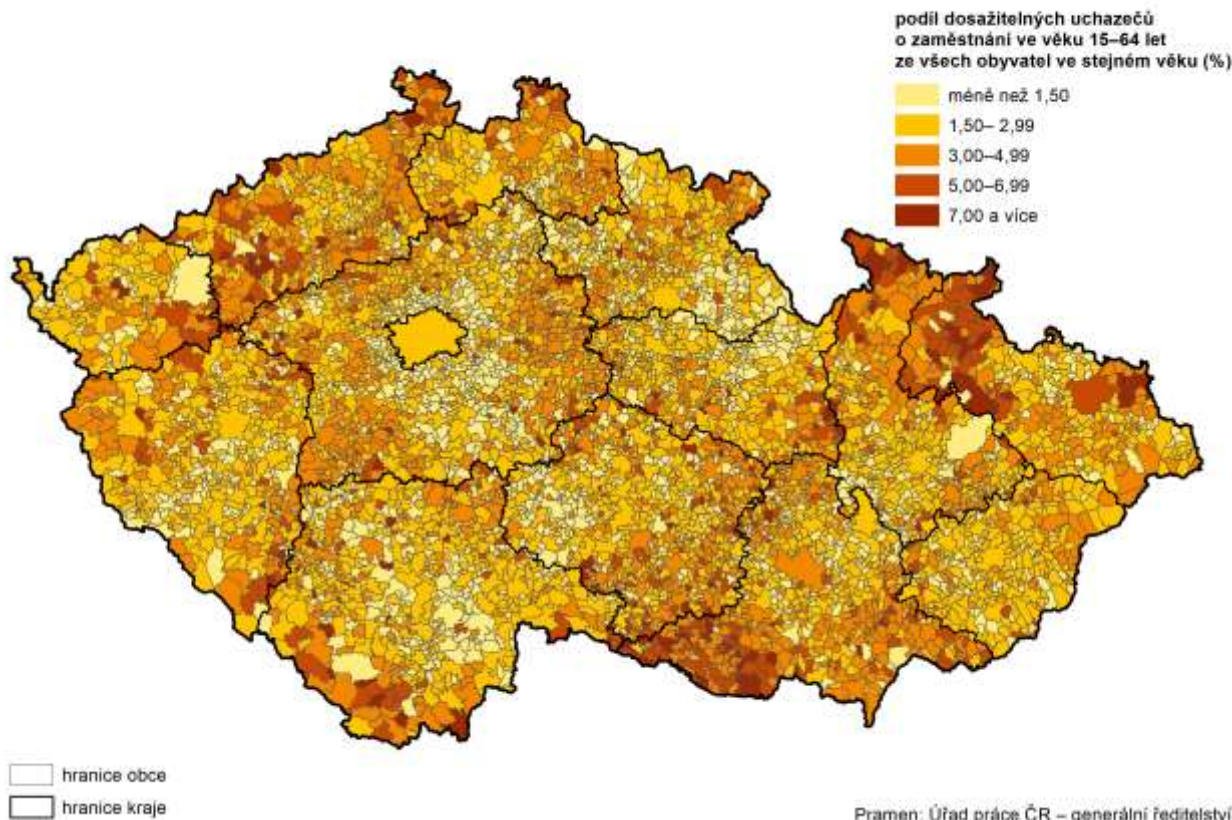 podíl dosažitelných uchazečů
o zaměstnání ve věku 15–64 let
ze všech obyvatel ve stejném věku (%)
méně než 1,50
1,50– 2,99
3,00–4,99
5,00–6,99
7,00 a více
hranice obce
hranice kraje
Pramen: Úřad práce ČR – generální ředitelství